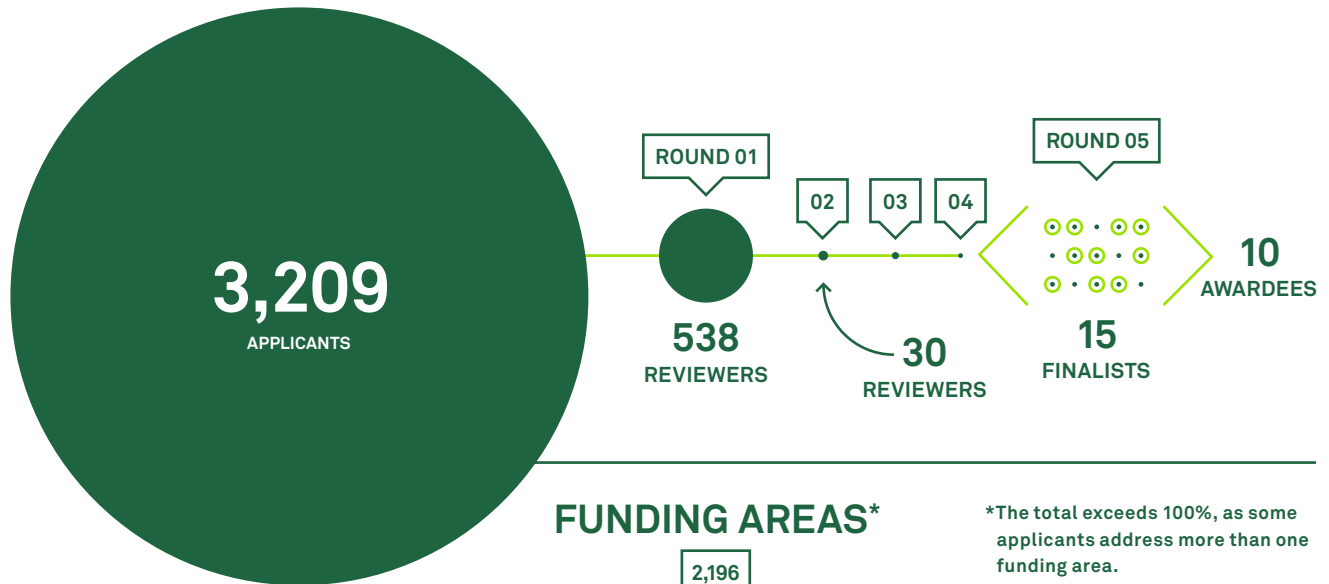 3,209
APPLICANTS
ROUND 01
538
REVIEWERS
02
03
04
30
REVIEWERS
ROUND 05
15
FINALISTS
10
AWARDEES
FUNDING AREAS*
2,196
*The total exceeds 100%, as some
applicants address more than one
funding area.